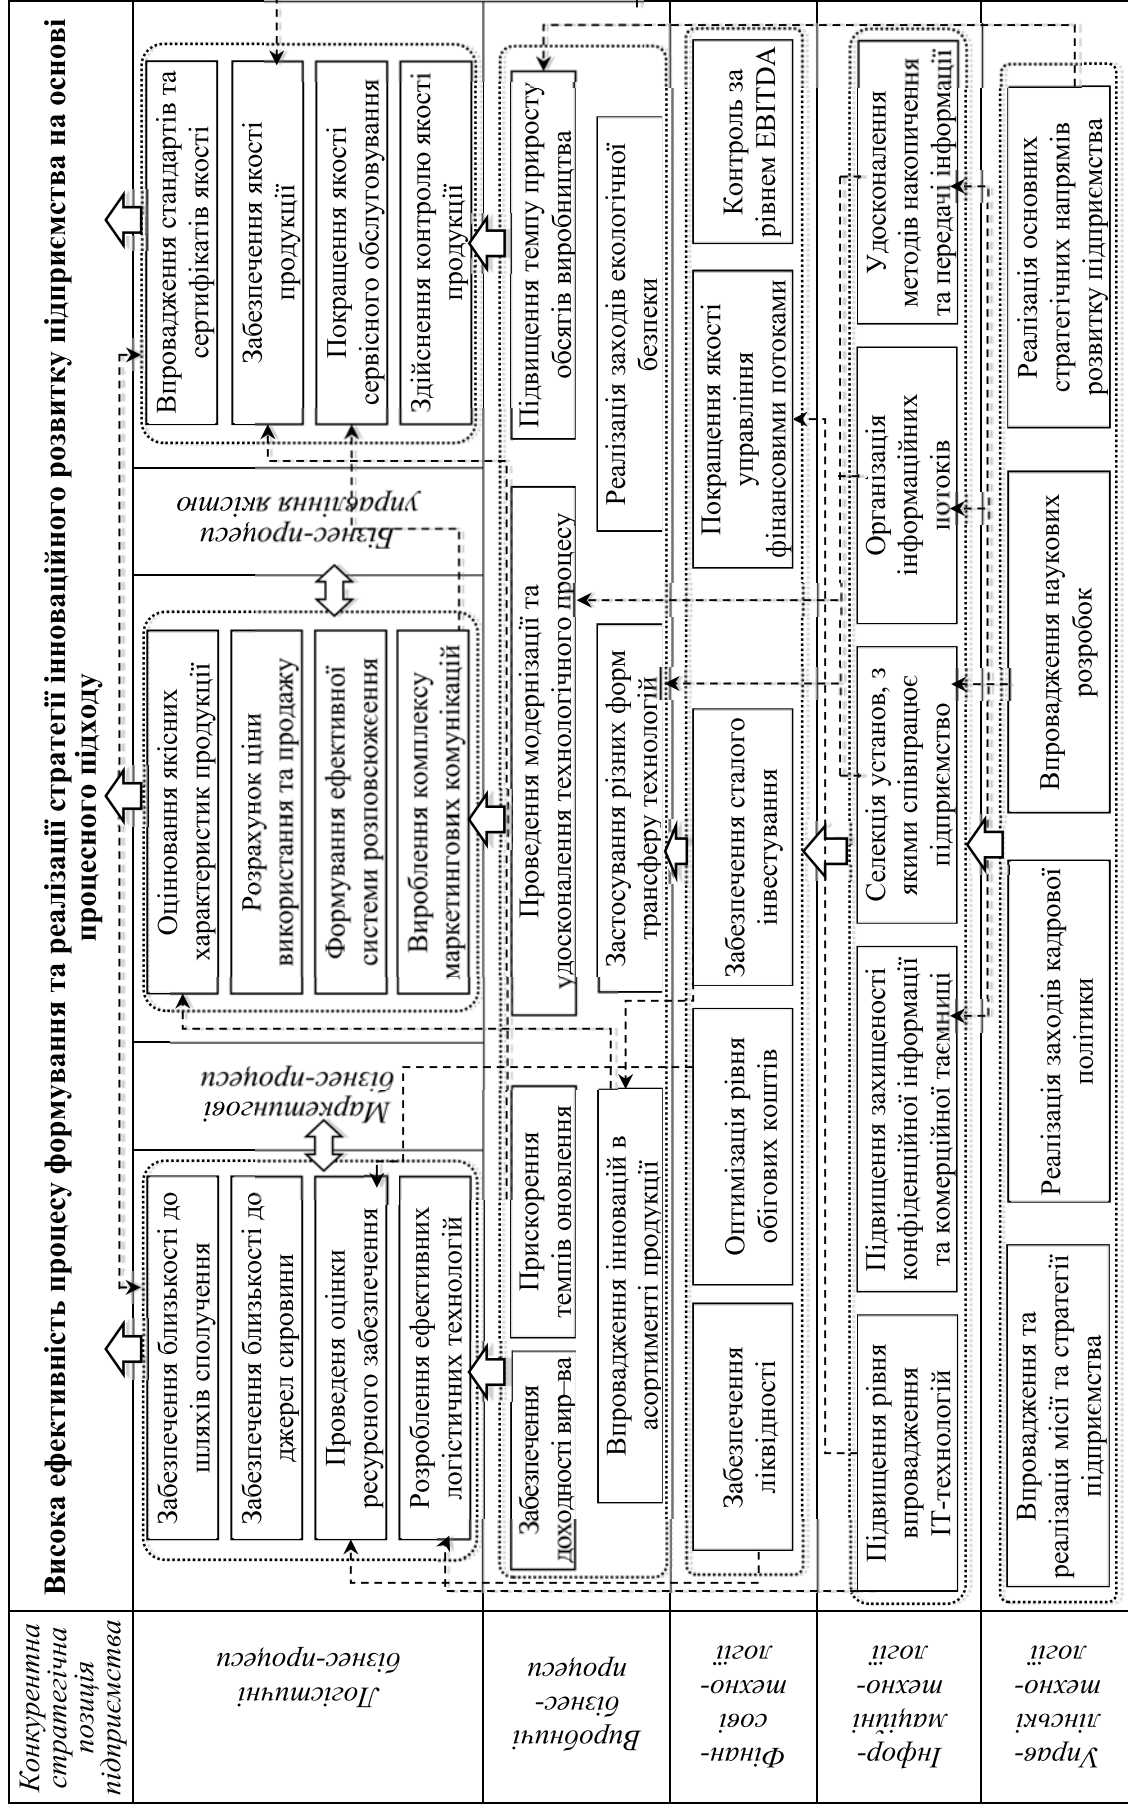 Конкурентна
стратегічна
позиція
підприємства
Висока ефективність процесу формування та реалізації стратегії інноваційного розвитку підприємства на основі
процесного підходу
Логістичні
бізнес-процеси
Забезпечення близькості до
шляхів сполучення
Забезпечення близькості до
джерел сировини
Проведеня оцінки
ресурсного забезпечення
Розроблення ефективних
логістичних технологій
Маркетингові
бізнес-процеси
Оцінювання якісних
характеристик продукції
Розрахунок ціни
використання та продажу
Формування ефективної
системи розповсюження
Вироблення комплексу
маркетингових комунікацій
Бізнес-процеси
управління якістю
Впровадження стандартів та
сертифікатів якості
Забезпечення якості
продукції
Покращення якості
сервісного обслуговування
Здійснення контролю якості
продукції
Виробничі
бізнес-
процеси
Забезпечення
доходності вир–ва
Прискорення
темпів оновлення
Проведення модернізації та
удосконалення технологічного процесу
Підвищення темпу приросту
обсягів виробництва
Впровадження інновацій в
асортименті продукції
Застосування різних форм
трансферу технологій
Реалізація заходів екологічної
безпеки
Фінан-
сові
техно-
логії
Забезпечення
ліквідності
Оптимізація рівня
обігових коштів
Забезпечення сталого
інвестування
Покращення якості
управління
фінансовими потоками
Контроль за
рівнем EBITDA
Інфор-
маційні
техно-
логії
Підвищення рівня
впровадження
ІТ-технологій
Підвищення захищеності
конфіденційної інформації
та комерційної таємниці
Селекція установ, з
якими співпрацює
підприємство
Організація
інформаційних
потоків
Удосконалення
методів накопичення
та передачі інформації
Управ-
лінські
техно-
логії
Впровадження та
реалізація місії та стратегії
підприємства
Реалізація заходів кадрової
політики
Впровадження наукових
розробок
Реалізація основних
стратегічних напрямів
розвитку підприємства